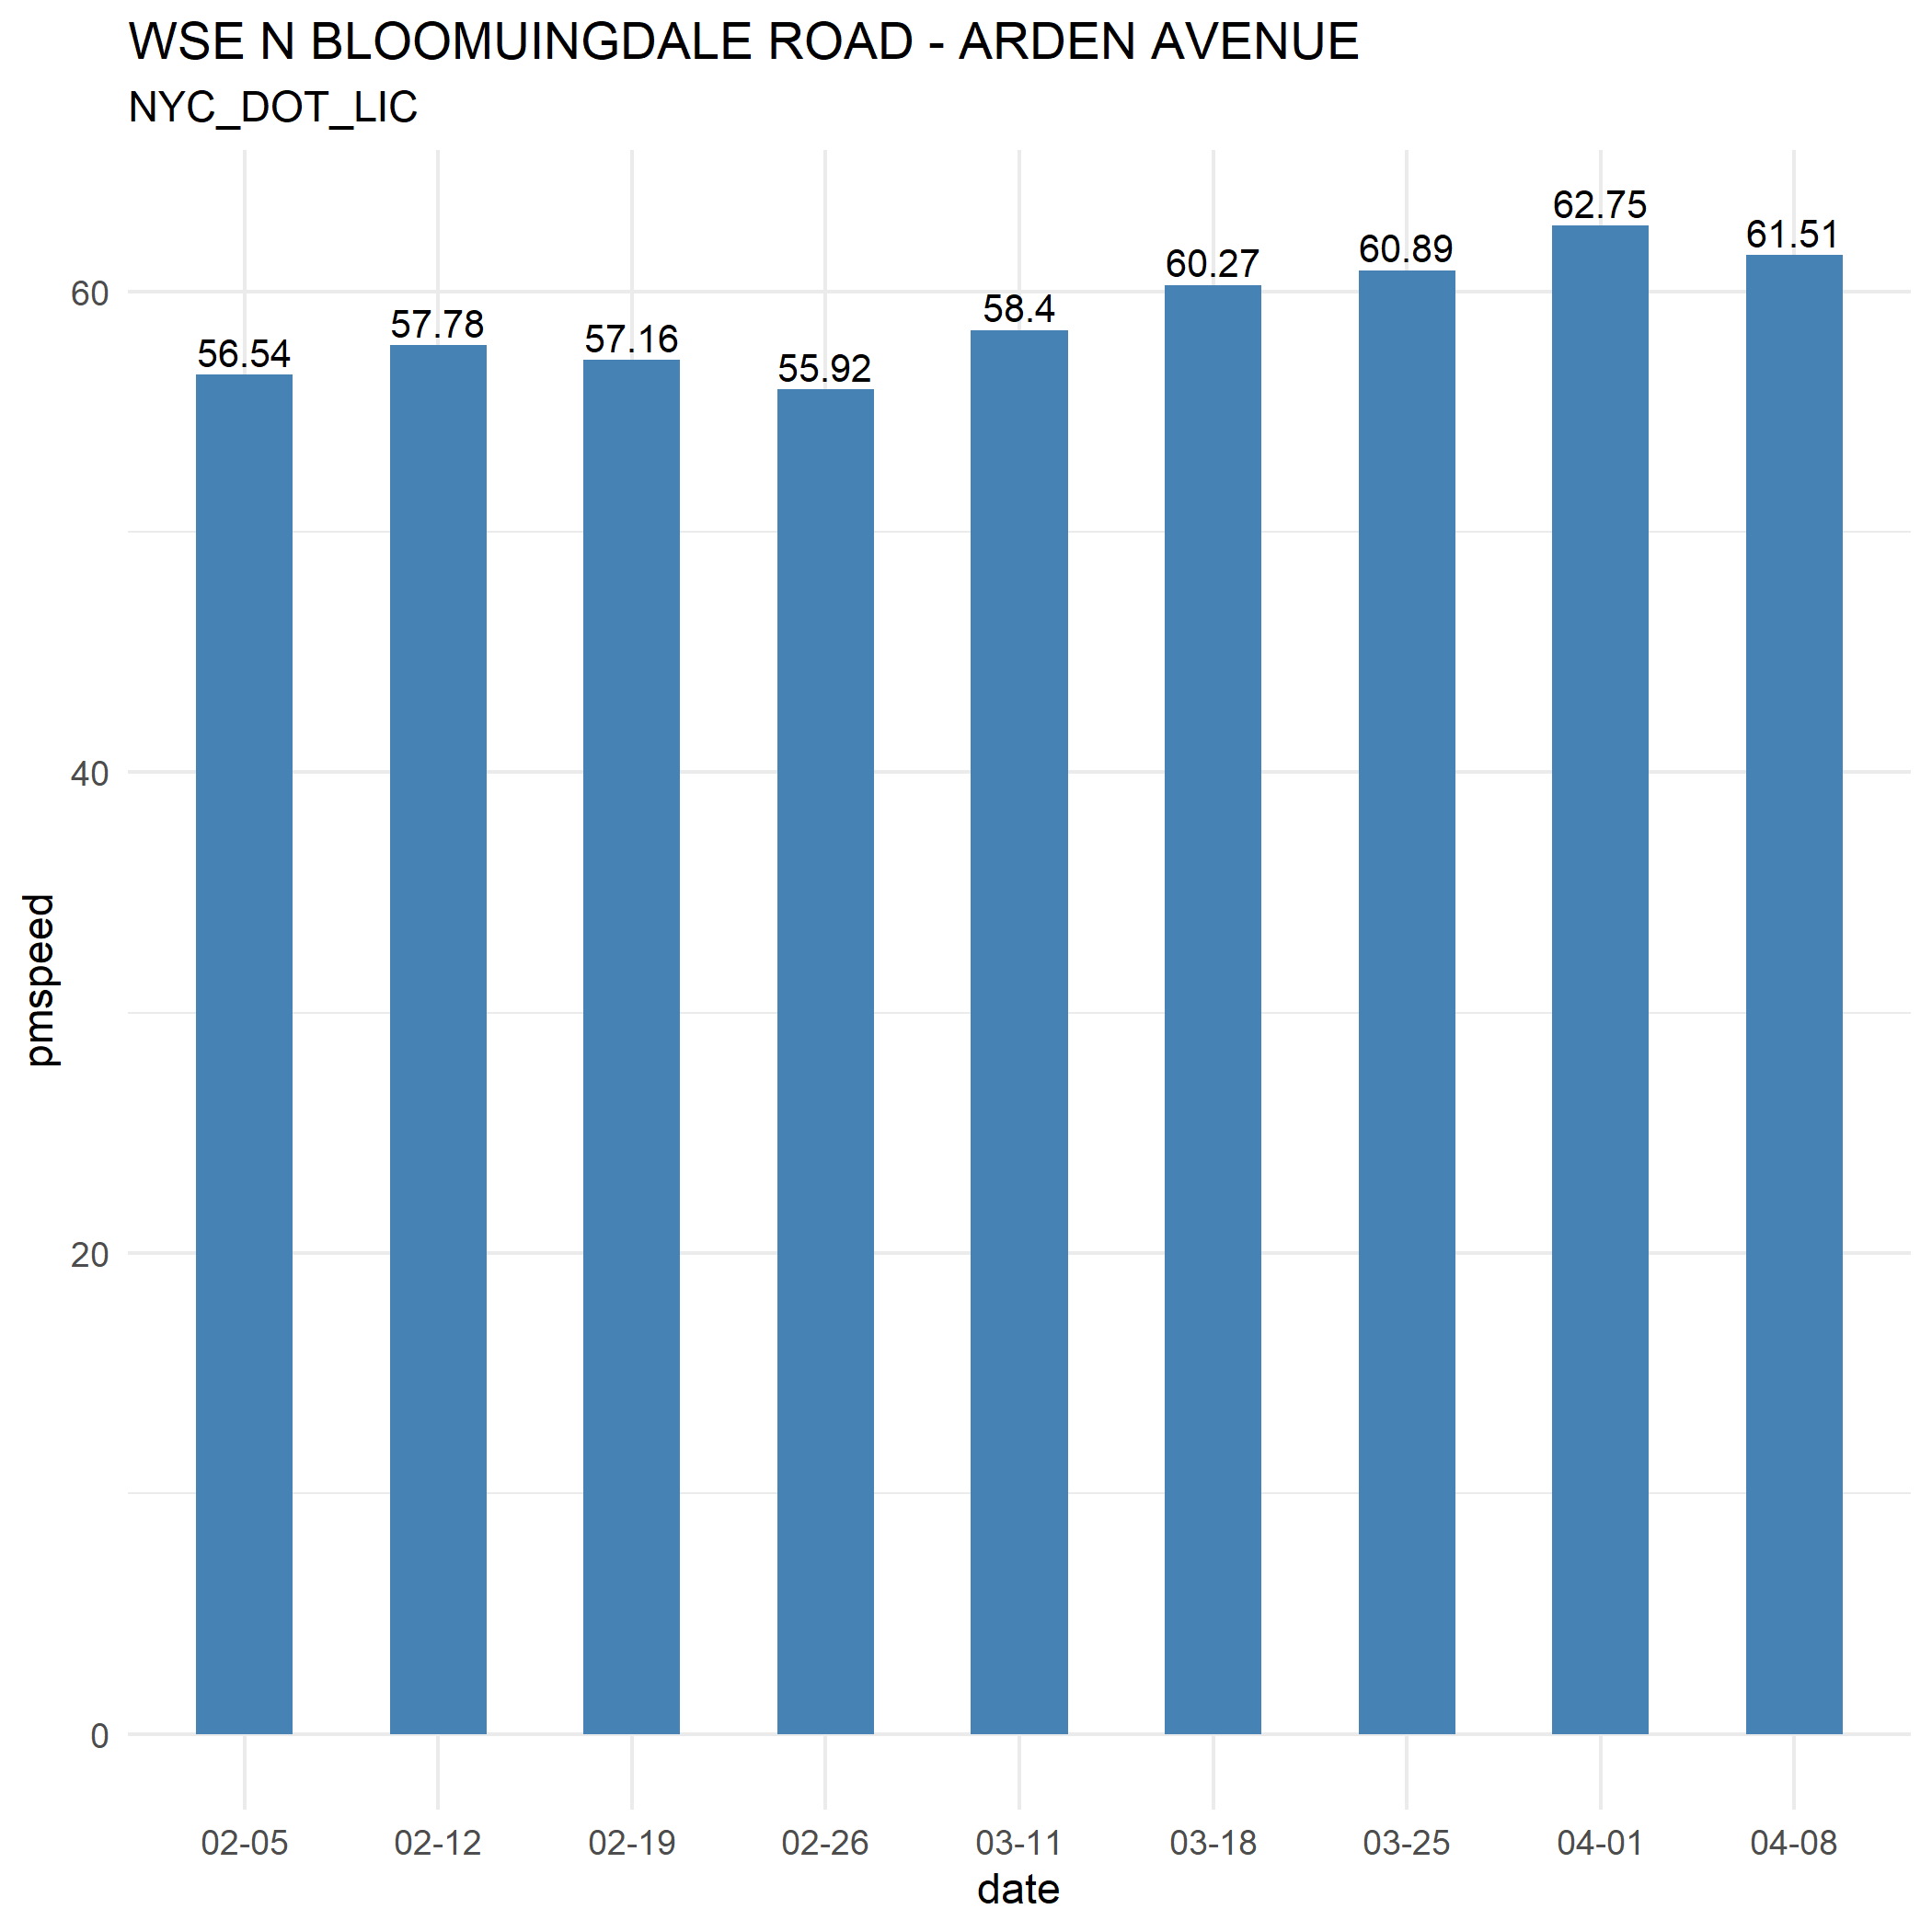 WSE N BLOOMUINGDALE ROAD - ARDEN AVENUE
NYC_DOT_LIC
62.75
61.51
60.89
60.27
58.4
57.78
57.16
56.54
55.92
60
40
20
0
pmspeed
02-05 02-12 02-19 02-26 03-11 03-18 03-25 04-01 04-08
date